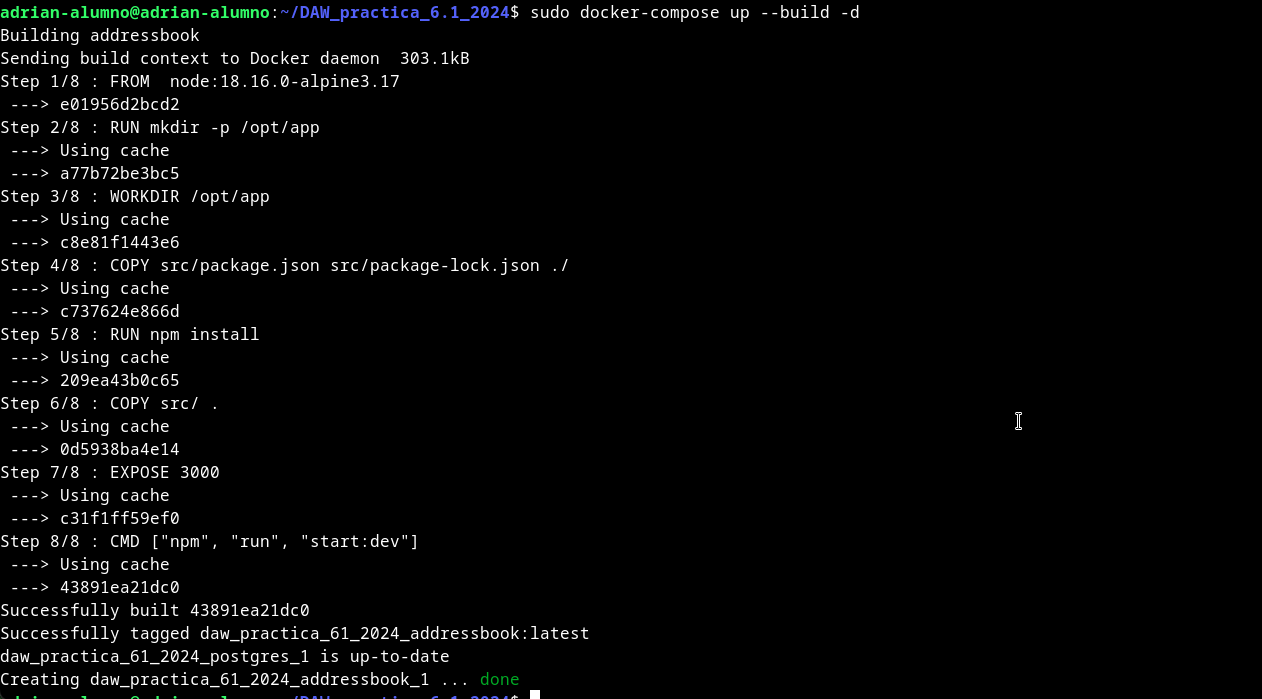 adrian-alumno@adrian-alumno:~/DAW_practica_6.1_2024$ sudo docker-compose up --build -d
Building addressbook
Sending build context to Docker daemon  303.1kB
Step 1/8 : FROM  node:18.16.0-alpine3.17
 ---> e01956d2bcd2
Step 2/8 : RUN mkdir -p /opt/app
 ---> Using cache
 ---> a77b72be3bc5
Step 3/8 : WORKDIR /opt/app
 ---> Using cache
 ---> c8e81f1443e6
Step 4/8 : COPY src/package.json src/package-lock.json ./
 ---> Using cache
 ---> c737624e866d
Step 5/8 : RUN npm install
 ---> Using cache
 ---> 209ea43b0c65
Step 6/8 : COPY src/ .
 ---> Using cache
 ---> 0d5938ba4e14
Step 7/8 : EXPOSE 3000
 ---> Using cache
 ---> c31f1ff59ef0
Step 8/8 : CMD ["npm", "run", "start:dev"]
 ---> Using cache
 ---> 43891ea21dc0
Successfully built 43891ea21dc0
Successfully tagged daw_practica_61_2024_addressbook:latest
daw_practica_61_2024_postgres_1 is up-to-date
Creating daw_practica_61_2024_addressbook_1 ... done
adrian-alumno@adrian-alumno:~/DAW_practica_6.1_2024$